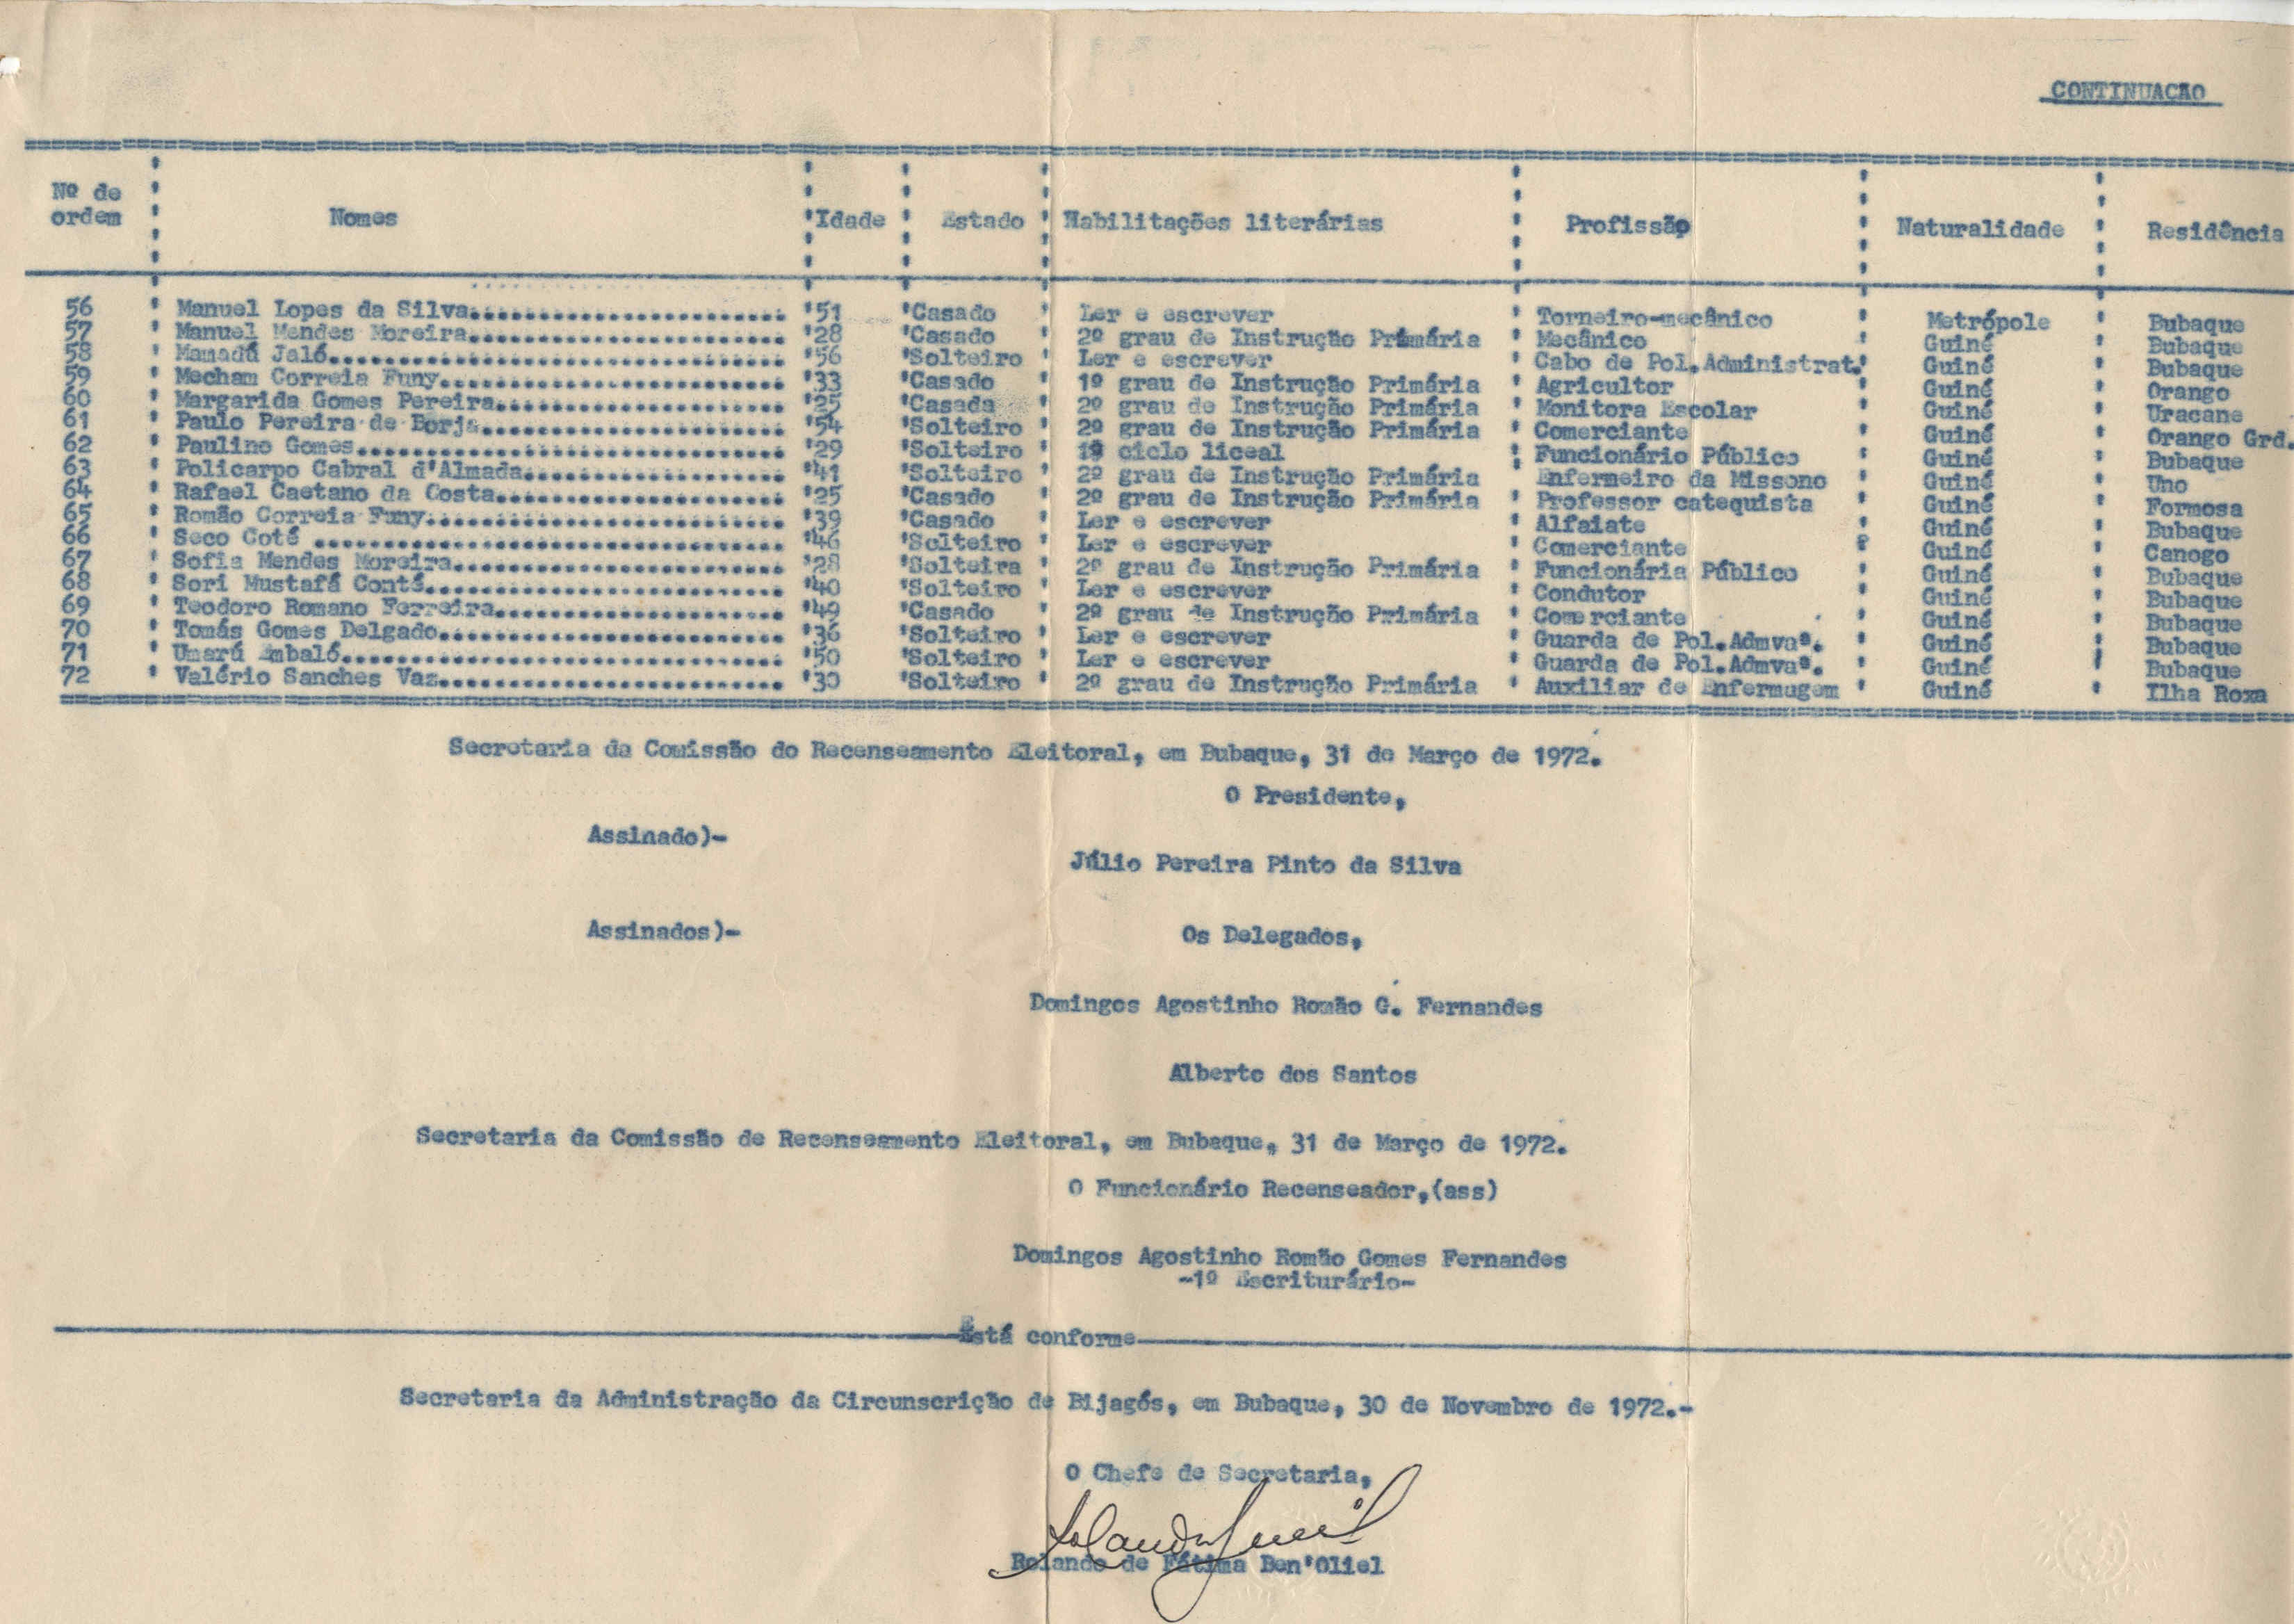 CONTINUAÇÃO
Nº de ordem ' Nomes ' Idade ' Estado ' Habilitações literárias ' Profissão ' Naturalidade ' Residência
56 ' Manuel Lopes da Silva ' 51 ' Casado ' Ler e escrever ' Torneiro-mecânico ' Metrópole ' Bubaque
57 ' Manuel Mendes Moreira ' 28 ' Casado ' 2º grau de Instrução Primária ' Mecânico ' Guiné ' Bubaque
58 ' Mamadú Jaló ' 56 ' Solteiro ' Ler e escrever ' Cabo de Pol.Administrat. ' Guiné ' Bubaque
59 ' Mecham Correia Funy ' 33 ' Casado ' 1º grau de Instrução Primária ' Agricultor ' Guiné ' Orango
60 ' Margarida Gomes Pereira ' 25 ' Casada ' 2º grau de Instrução Primária ' Monitora Escolar ' Guiné ' Uracane
61 ' Paulo Pereira de Borja ' 54 ' Solteiro ' 2º grau de Instrução Primária ' Comerciante ' Guiné ' Orango Grd.
62 ' Paulino Gomes ' 29 ' Solteiro ' 1º ciclo liceal ' Funcionário Público ' Guiné ' Bubaque
63 ' Policarpo Cabral d'Almada ' 41 ' Solteiro ' 2º grau de Instrução Primária ' Enfermeiro da Missono ' Guiné ' Uno
64 ' Rafael Caetano da Costa ' 25 ' Casado ' 2º grau de Instrução Primária ' Professor catequista ' Guiné ' Formosa
65 ' Romão Correia Funy ' 39 ' Casado ' Ler e escrever ' Alfaiate ' Guiné ' Bubaque
66 ' Seco Coté ' 46 ' Solteiro ' Ler e escrever ' Comerciante ' Guiné ' Canogo
67 ' Sofia Mendes Moreira ' 28 ' Solteira ' 2º grau de Instrução Primária ' Funcionária Público ' Guiné ' Bubaque
68 ' Sori Mustafá Conté ' 40 ' Solteiro ' Ler e escrever ' Condutor ' Guiné ' Bubaque
69 ' Teodoro Romano Ferreira ' 49 ' Casado ' 2º grau de Instrução Primária ' Comerciante ' Guiné ' Bubaque
70 ' Tomás Gomes Delgado ' 36 ' Solteiro ' Ler e escrever ' Guarda de Pol.Admvaª. ' Guiné ' Bubaque
71 ' Umarú Embaló ' 50 ' Solteiro ' Ler e escrever ' Guarda de Pol.Admvaª. ' Guiné ' Bubaque
72 ' Valério Sanches Vaz ' 30 ' Solteiro ' 2º grau de Instrução Primária ' Auxiliar de Enfermagem ' Guiné ' Ilha Roxa
Secretaria da Comissão do Recenseamento Eleitoral, em Bubaque, 31 de Março de 1972.
O Presidente,
Assinado)-
Júlio Pereira Pinto da Silva
Assinados)- Os Delegados,
Domingos Agostinho Romão G. Fernandes
Alberto dos Santos
Secretaria da Comissão de Recenseamento Eleitoral, em Bubaque, 31 de Março de 1972.
O Funcionário Recenseador,(ass)
Domingos Agostinho Romão Gomes Fernandes
-1º Escriturário-
Está conforme
Secretaria da Administração da Circunscrição de Bijagós, em Bubaque, 30 de Novembro de 1972.-
O Chefe de Secretaria,
Rolando de Fátima Ben'Oliel